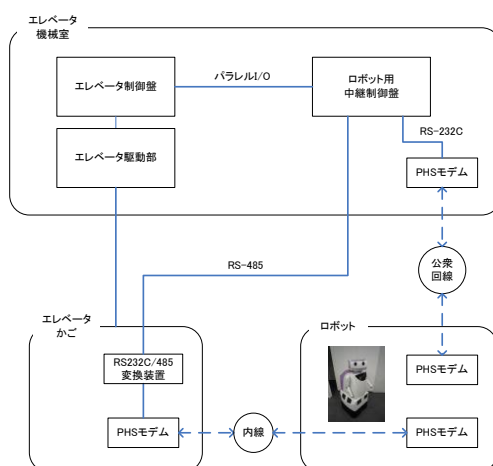 エレベータ
機械室
エレベータ制御盤
パラレルI/O
ロボット用
中継制御盤
RS-232C
エレベータ駆動部
PHSモデム
RS-485
公衆
回線
エレベータ
かご
ロボット
RS232C/485
変換装置
PHSモデム
PHSモデム
内線
PHSモデム